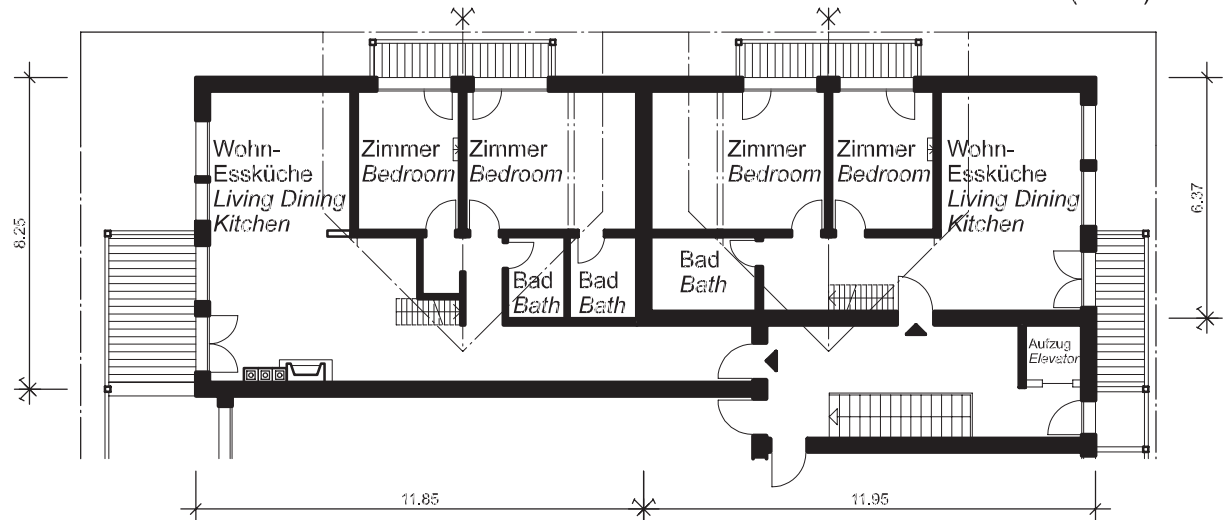 Wohn-
Essküche
Living Dining
Kitchen
Zimmer
Bedroom
Zimmer
Bedroom
Zimmer
Bedroom
Zimmer
Bedroom
Wohn-
Essküche
Living Dining
Kitchen
8.25
6.37
Bad
Bath
Bad
Bath
Bad
Bath
Aufzug
Elevator
11.85
11.95